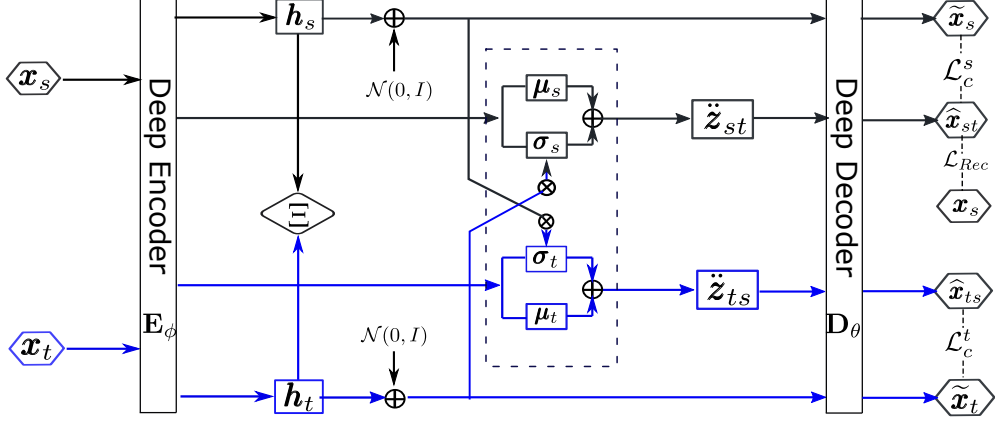 x_s
x_t
Deep Encoder
E_ϕ
h_s
⊕
N(0, I)
[Ξ]
N(0, I)
h_t
⊕
μ_s
σ_s
⊕
⊗
⊗
σ_t
μ_t
⊕
z̈_st
z̈_ts
Deep Decoder
D_θ
x̃_s
L_c^s
x̂_st
L_Rec
x_s
x̂_ts
L_c^t
x̃_t